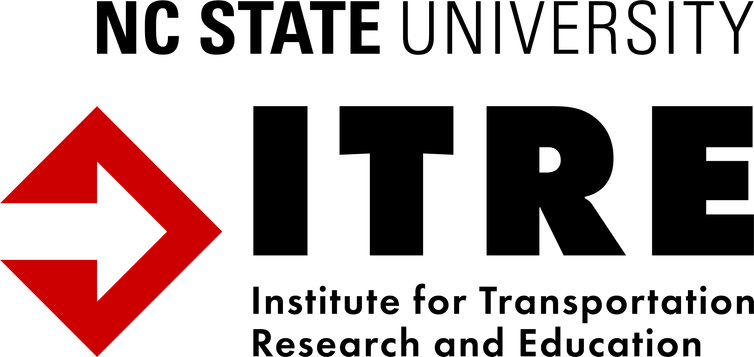 NC STATE UNIVERSITY
ITRE
Institute for Transportation
Research and Education